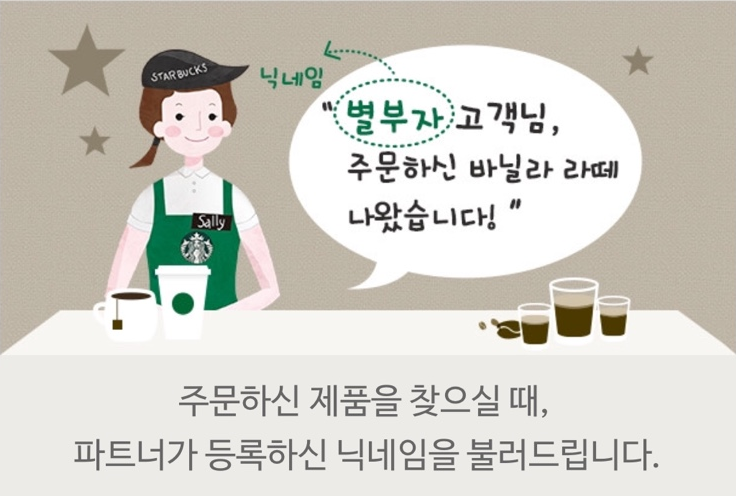 STARBUCKS
닉네임
"별부자 고객님,
주문하신 바닐라 라떼
나왔습니다!"
Sally
주문하신 제품을 찾으실 때,
파트너가 등록하신 닉네임을 불러드립니다.